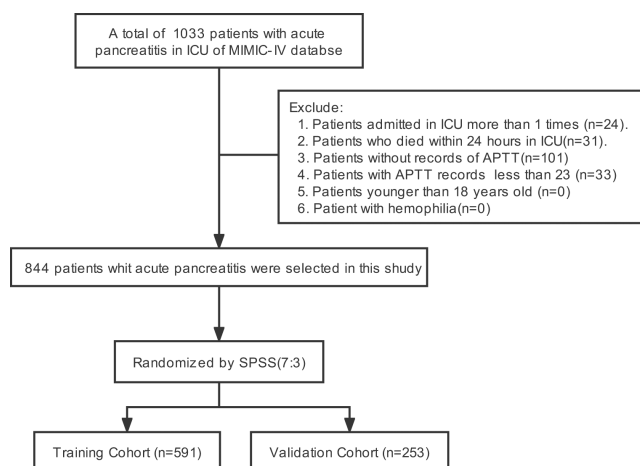 A total of 1033 patients with acute
pancreatitis in ICU of MIMIC-IV databse
Exclude:
1. Patients admitted in ICU more than 1 times (n=24).
2. Patients who died within 24 hours in ICU(n=31).
3. Patients without records of APTT(n=101)
4. Patients with APTT records less than 23 (n=33)
5. Patients younger than 18 years old (n=0)
6. Patient with hemophilia(n=0)
844 patients whit acute pancreatitis were selected in this shudy
Randomized by SPSS(7:3)
Training Cohort (n=591)
Validation Cohort (n=253)